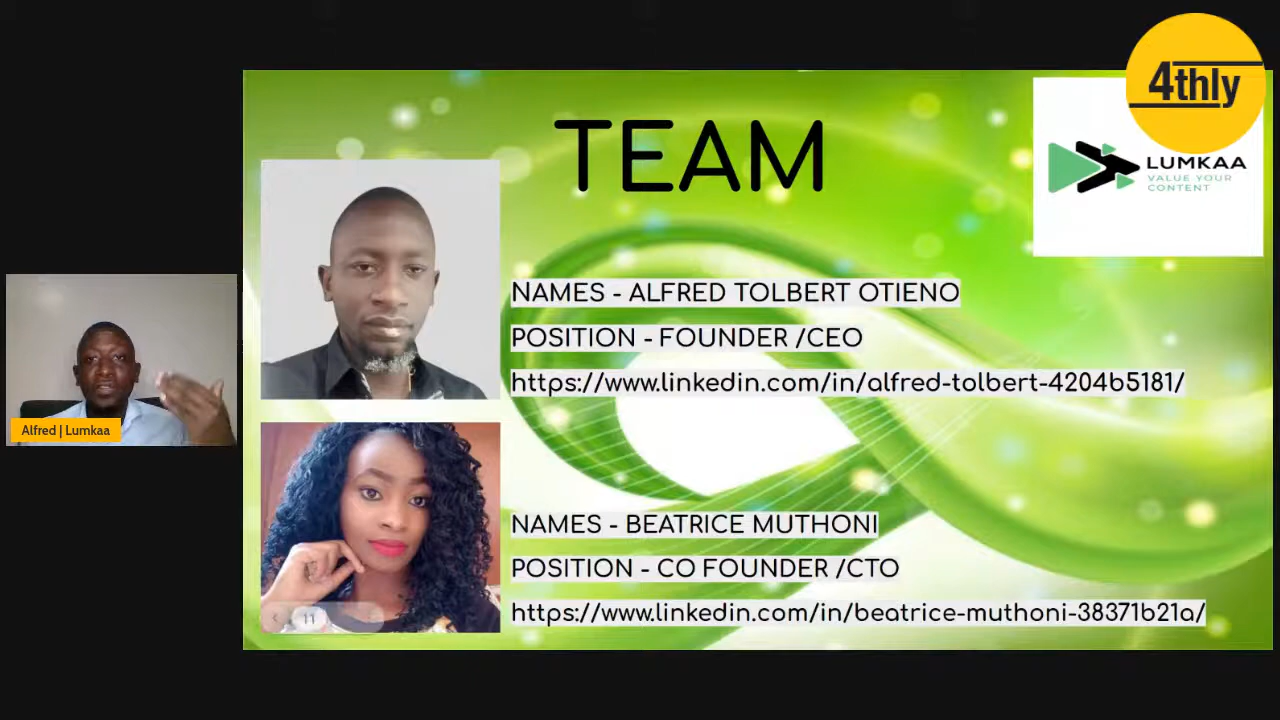 4thly
TEAM
LUMKAA
VALUE YOUR
CONTENT
NAMES - ALFRED TOLBERT OTIENO
POSITION - FOUNDER /CEO
https://www.linkedin.com/in/alfred-tolbert-4204b5181/
Alfred | Lumkaa
NAMES - BEATRICE MUTHONI
POSITION - CO FOUNDER /CTO
https://www.linkedin.com/in/beatrice-muthoni-38371b21a/
11